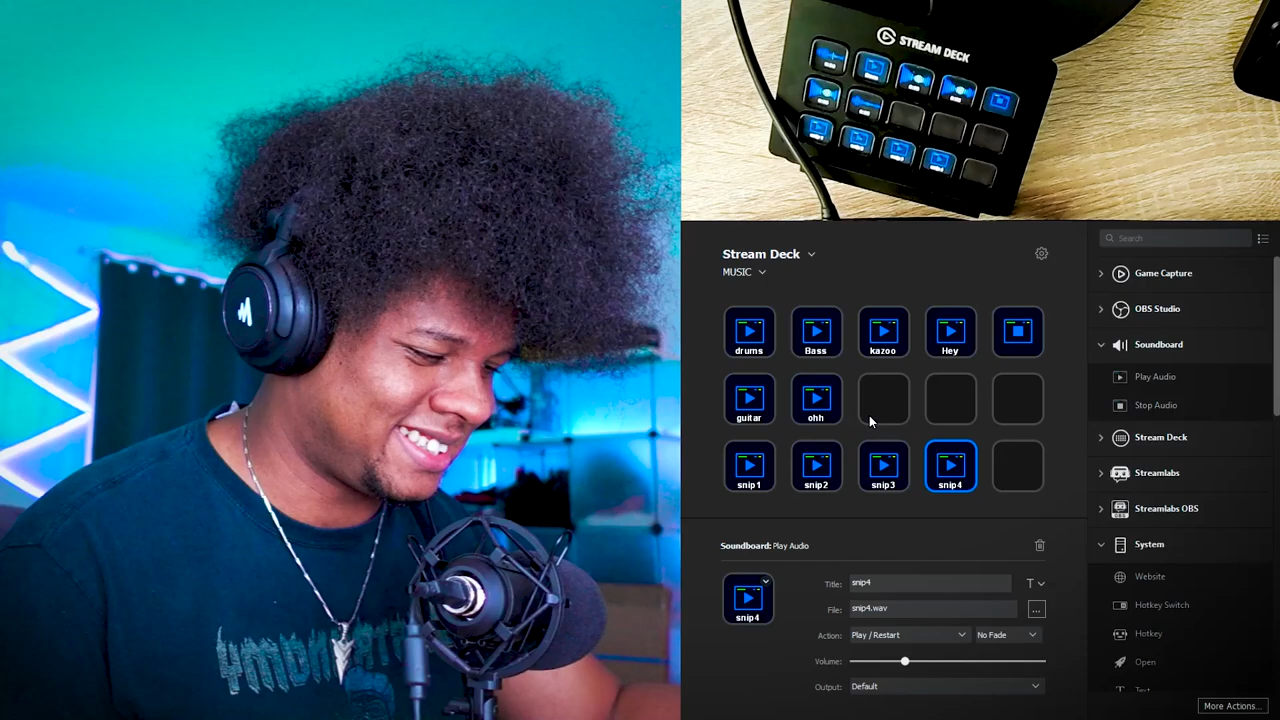 STREAM DECK
Stream Deck
MUSIC
drums
Bass
kazoo
Hey
guitar
ohh
snip1
snip2
snip3
snip4
Soundboard: Play Audio
snip4
Title:
snip4
File:
snip4.wav
...
Action:
Play / Restart
No Fade
Volume:
Output:
Default
Search
Game Capture
OBS Studio
Soundboard
Play Audio
Stop Audio
Stream Deck
Streamlabs
Streamlabs OBS
System
Website
Hotkey Switch
Hotkey
Open
Text
More Actions...